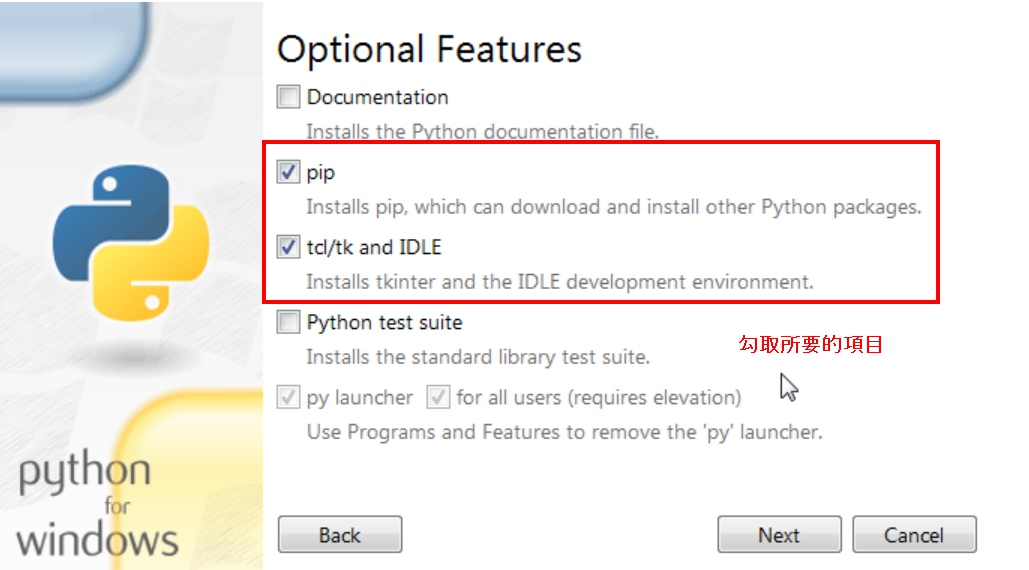 Optional Features
Documentation
Installs the Python documentation file.
pip
Installs pip, which can download and install other Python packages.
tcl/tk and IDLE
Installs tkinter and the IDLE development environment.
Python test suite
Installs the standard library test suite.
勾取所要的項目
py launcher for all users (requires elevation)
Use Programs and Features to remove the 'py' launcher.
python
for
windows
Back Next Cancel